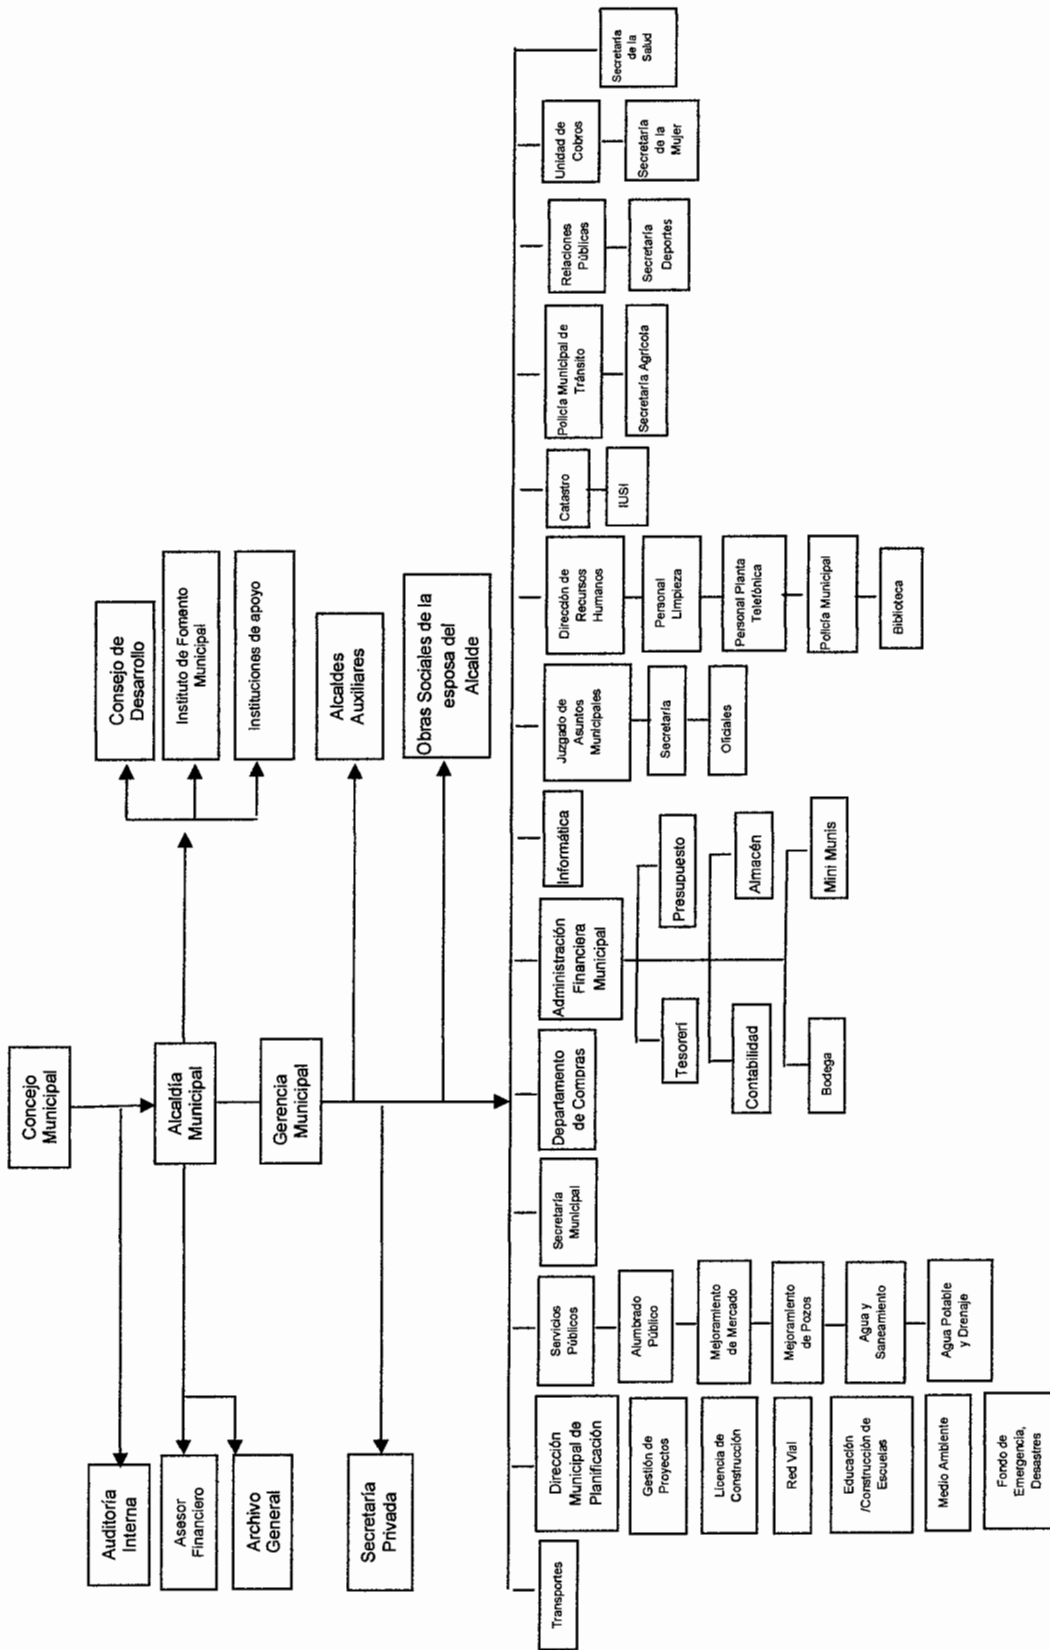 Concejo
Municipal
Auditoría
Interna
Alcaldía
Municipal
Consejo de
Desarrollo
Instituto de Fomento
Municipal
Instituciones de apoyo
Asesor
Financiero
Archivo
General
Gerencia
Municipal
Alcaldes
Auxiliares
Secretaría
Privada
Obras Sociales de la
esposa del
Alcalde
Transportes
Dirección
Municipal de
Planificación
Gestión de
Proyectos
Licencia de
Construcción
Red Vial
Educación
/Construcción de
Escuelas
Medio Ambiente
Fondo de
Emergencia,
Desastres
Servicios
Públicos
Alumbrado
Público
Mejoramiento
de Mercado
Mejoramiento
de Pozos
Agua y
Saneamiento
Agua Potable
y Drenaje
Secretaría
Municipal
Departamento
de Compras
Administración
Financiera
Municipal
Tesorerí
Presupuesto
Contabilidad
Almacén
Bodega
Mini Munis
Informática
Juzgado de
Asuntos
Municipales
Secretaría
Oficiales
Dirección de
Recursos
Humanos
Personal
Limpieza
Personal Planta
Telefónica
Policía Municipal
Biblioteca
Catastro
IUSI
Policía Municipal de
Tránsito
Secretaría Agrícola
Relaciones
Públicas
Secretaría
Deportes
Unidad de
Cobros
Secretaría
de la
Mujer
Secretaría
de la
Salud